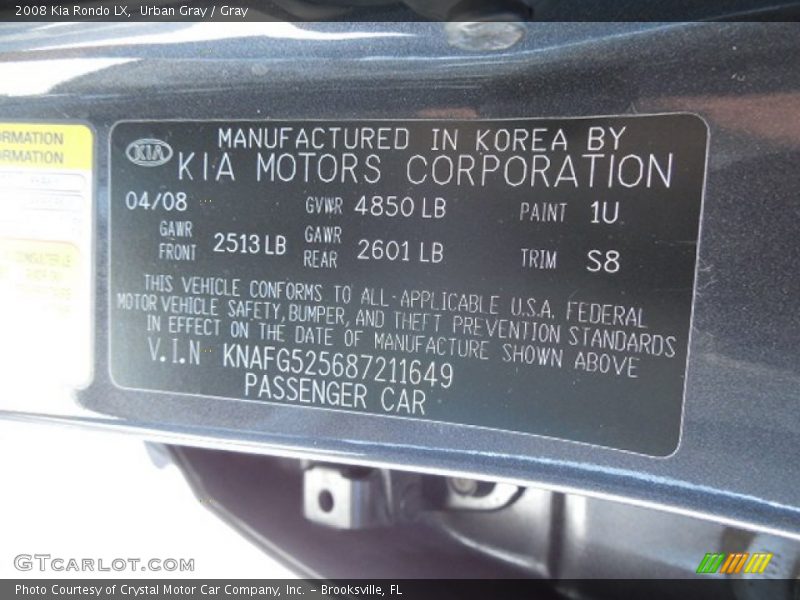 2008 Kia Rondo LX, Urban Gray / Gray
ORMATION
ORMATION
KIA
MANUFACTURED IN KOREA BY
KIA MOTORS CORPORATION
04/08 GVWR 4850 LB PAINT 1U
GAWR FRONT 2513 LB GAWR REAR 2601 LB TRIM S8
THIS VEHICLE CONFORMS TO ALL APPLICABLE U.S.A. FEDERAL
MOTOR VEHICLE SAFETY, BUMPER, AND THEFT PREVENTION STANDARDS
IN EFFECT ON THE DATE OF MANUFACTURE SHOWN ABOVE
V.I.N KNAFG525687211649
PASSENGER CAR
GTCARLOT.COM
Photo Courtesy of Crystal Motor Car Company, Inc. – Brooksville, FL